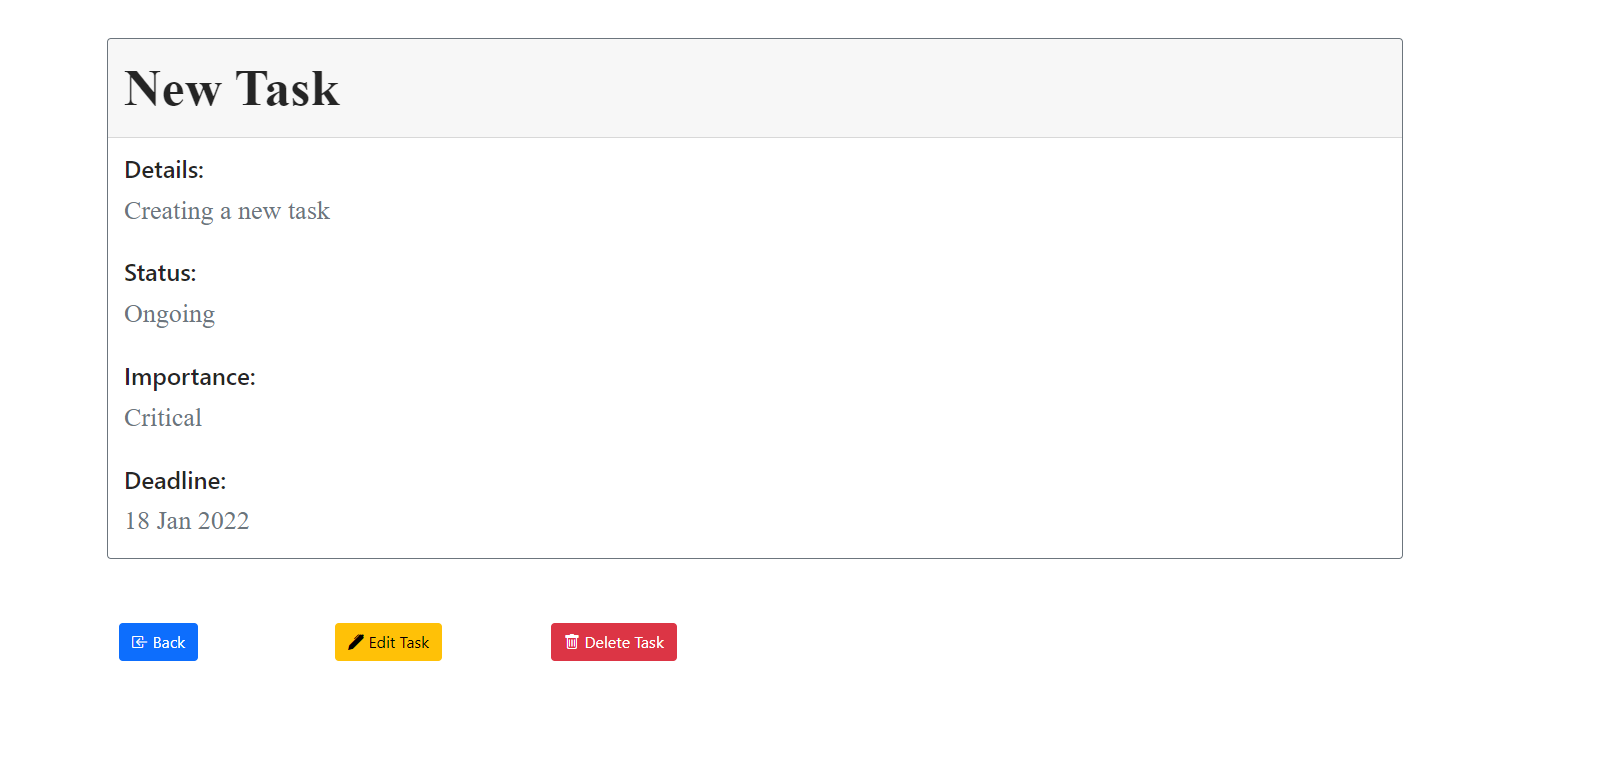 New Task
Details:
Creating a new task
Status:
Ongoing
Importance:
Critical
Deadline:
18 Jan 2022
Back Edit Task Delete Task